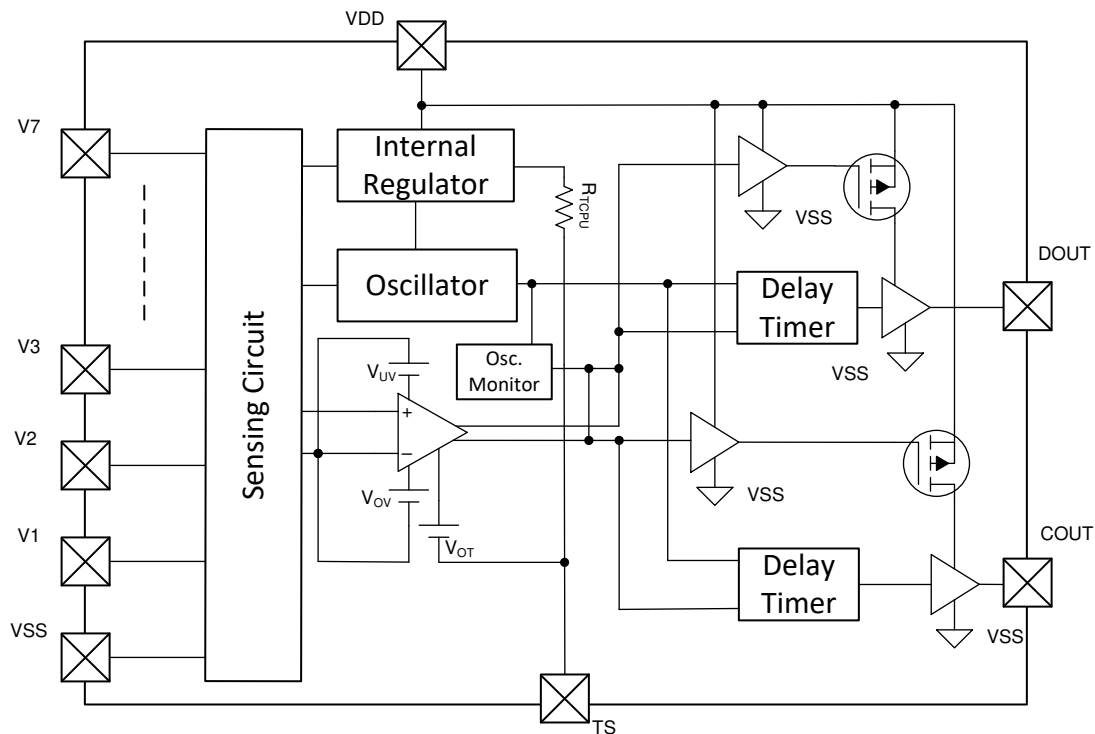 VDD
V7
Internal
Regulator
RTCPU
VSS
DOUT
Oscillator
Delay
Timer
Sensing Circuit
V3
Osc.
Monitor
VUV
VSS
+
V2
−
VOV
VSS
VOT
V1
COUT
Delay
Timer
VSS
VSS
TS